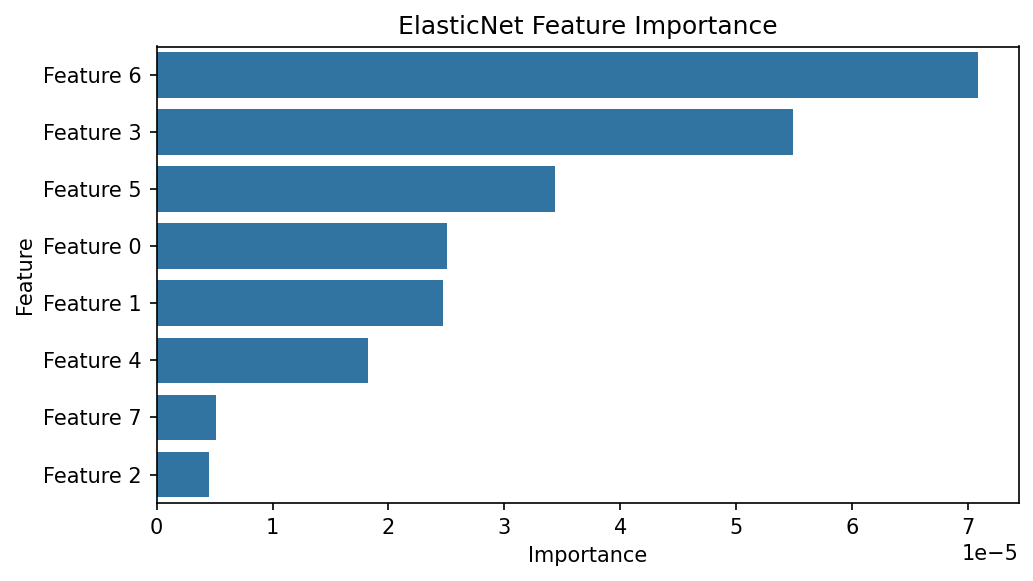 ElasticNet Feature Importance
Feature 6
Feature 3
Feature 5
Feature 0
Feature 1
Feature 4
Feature 7
Feature 2
Feature
0 1 2 3 4 5 6 7
1e−5
Importance